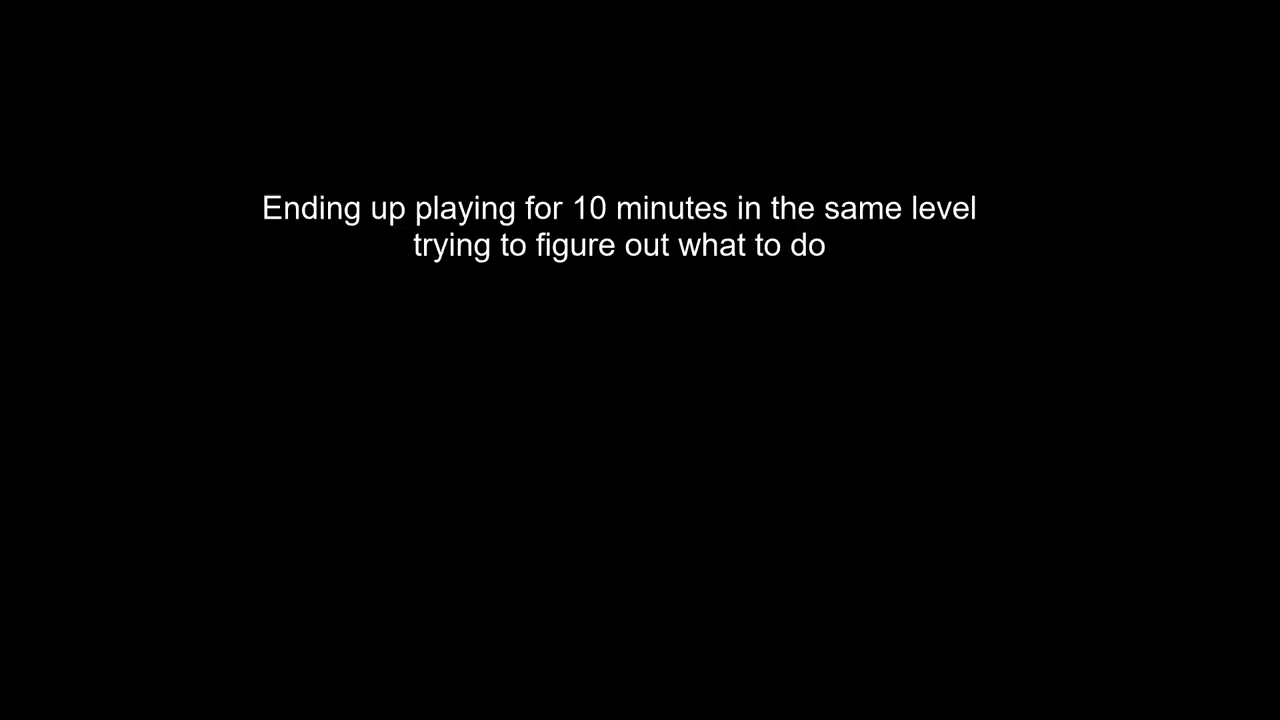 Ending up playing for 10 minutes in the same level
trying to figure out what to do